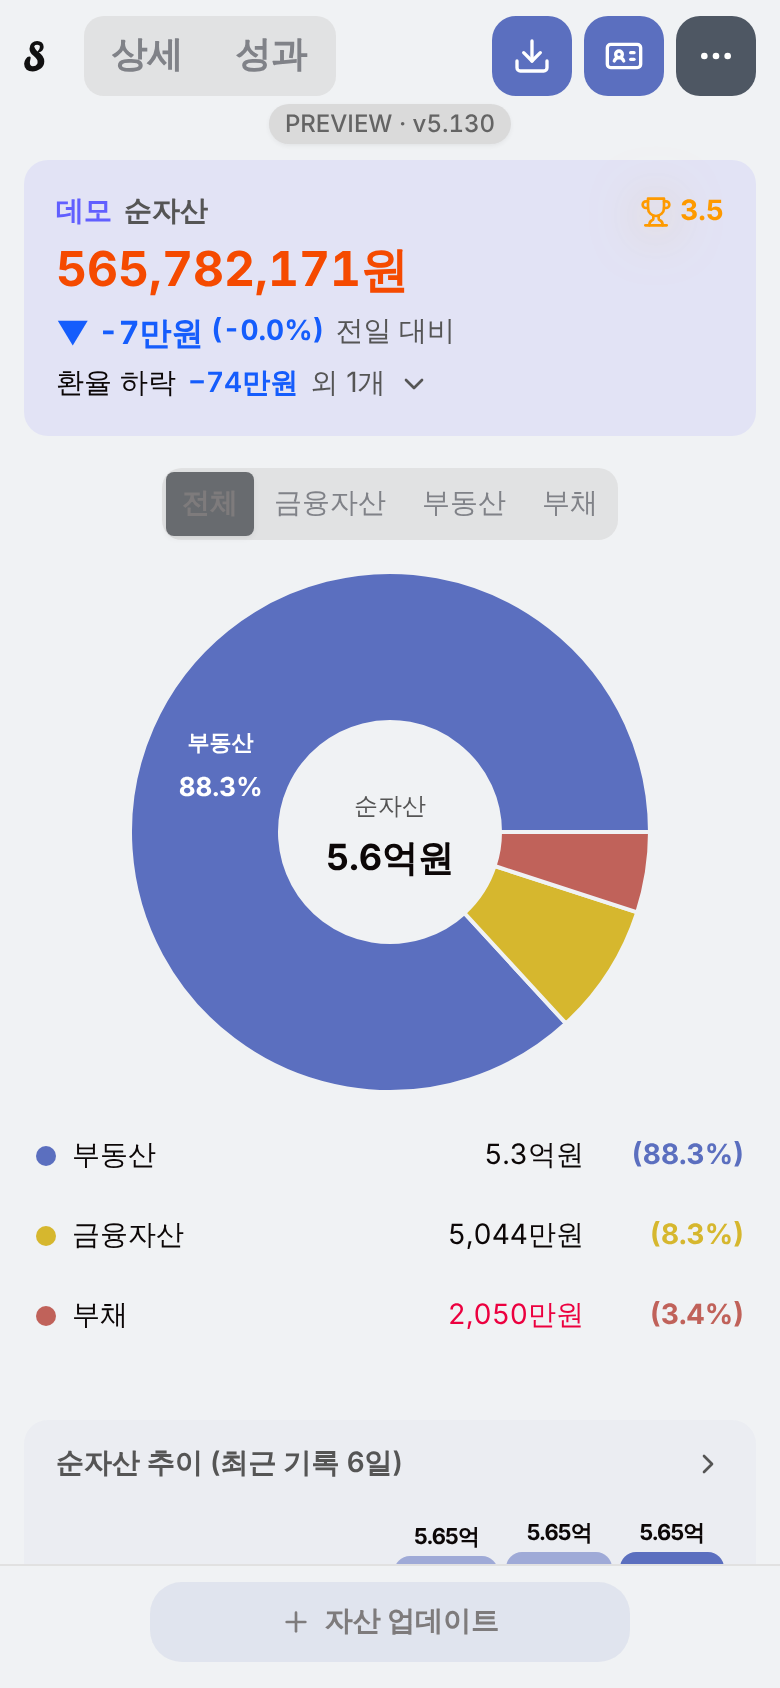 S 상세 성과
PREVIEW · v5.130
데모 순자산 3.5
565,782,171원
▼ -7만원 (-0.0%) 전일 대비
환율 하락 −74만원 외 1개
전체 금융자산 부동산 부채
부동산
88.3%
순자산
5.6억원
부동산 5.3억원 (88.3%)
금융자산 5,044만원 (8.3%)
부채 2,050만원 (3.4%)
순자산 추이 (최근 기록 6일)
5.65억 5.65억 5.65억
+ 자산 업데이트